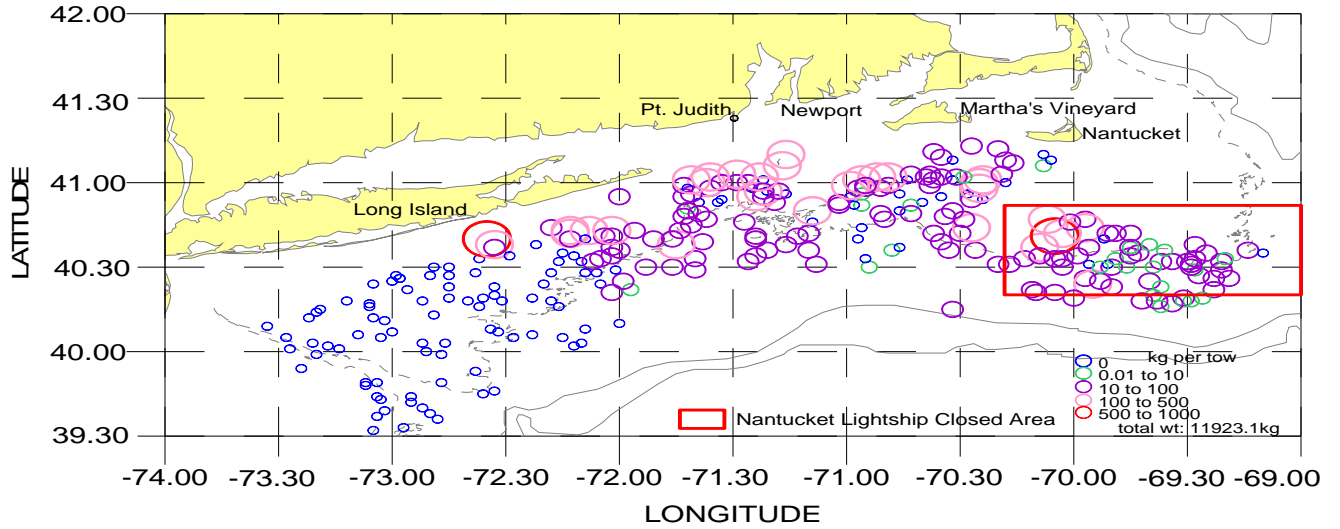 42.00
41.30
41.00
40.30
40.00
39.30
LATITUDE
Pt. Judith
Newport
Martha's Vineyard
Nantucket
Long Island
kg per tow
0
0.01 to 10
10 to 100
100 to 500
500 to 1000
total wt: 11923.1kg
Nantucket Lightship Closed Area
-74.00 -73.30 -73.00 -72.30 -72.00 -71.30 -71.00 -70.30 -70.00 -69.30 -69.00
LONGITUDE